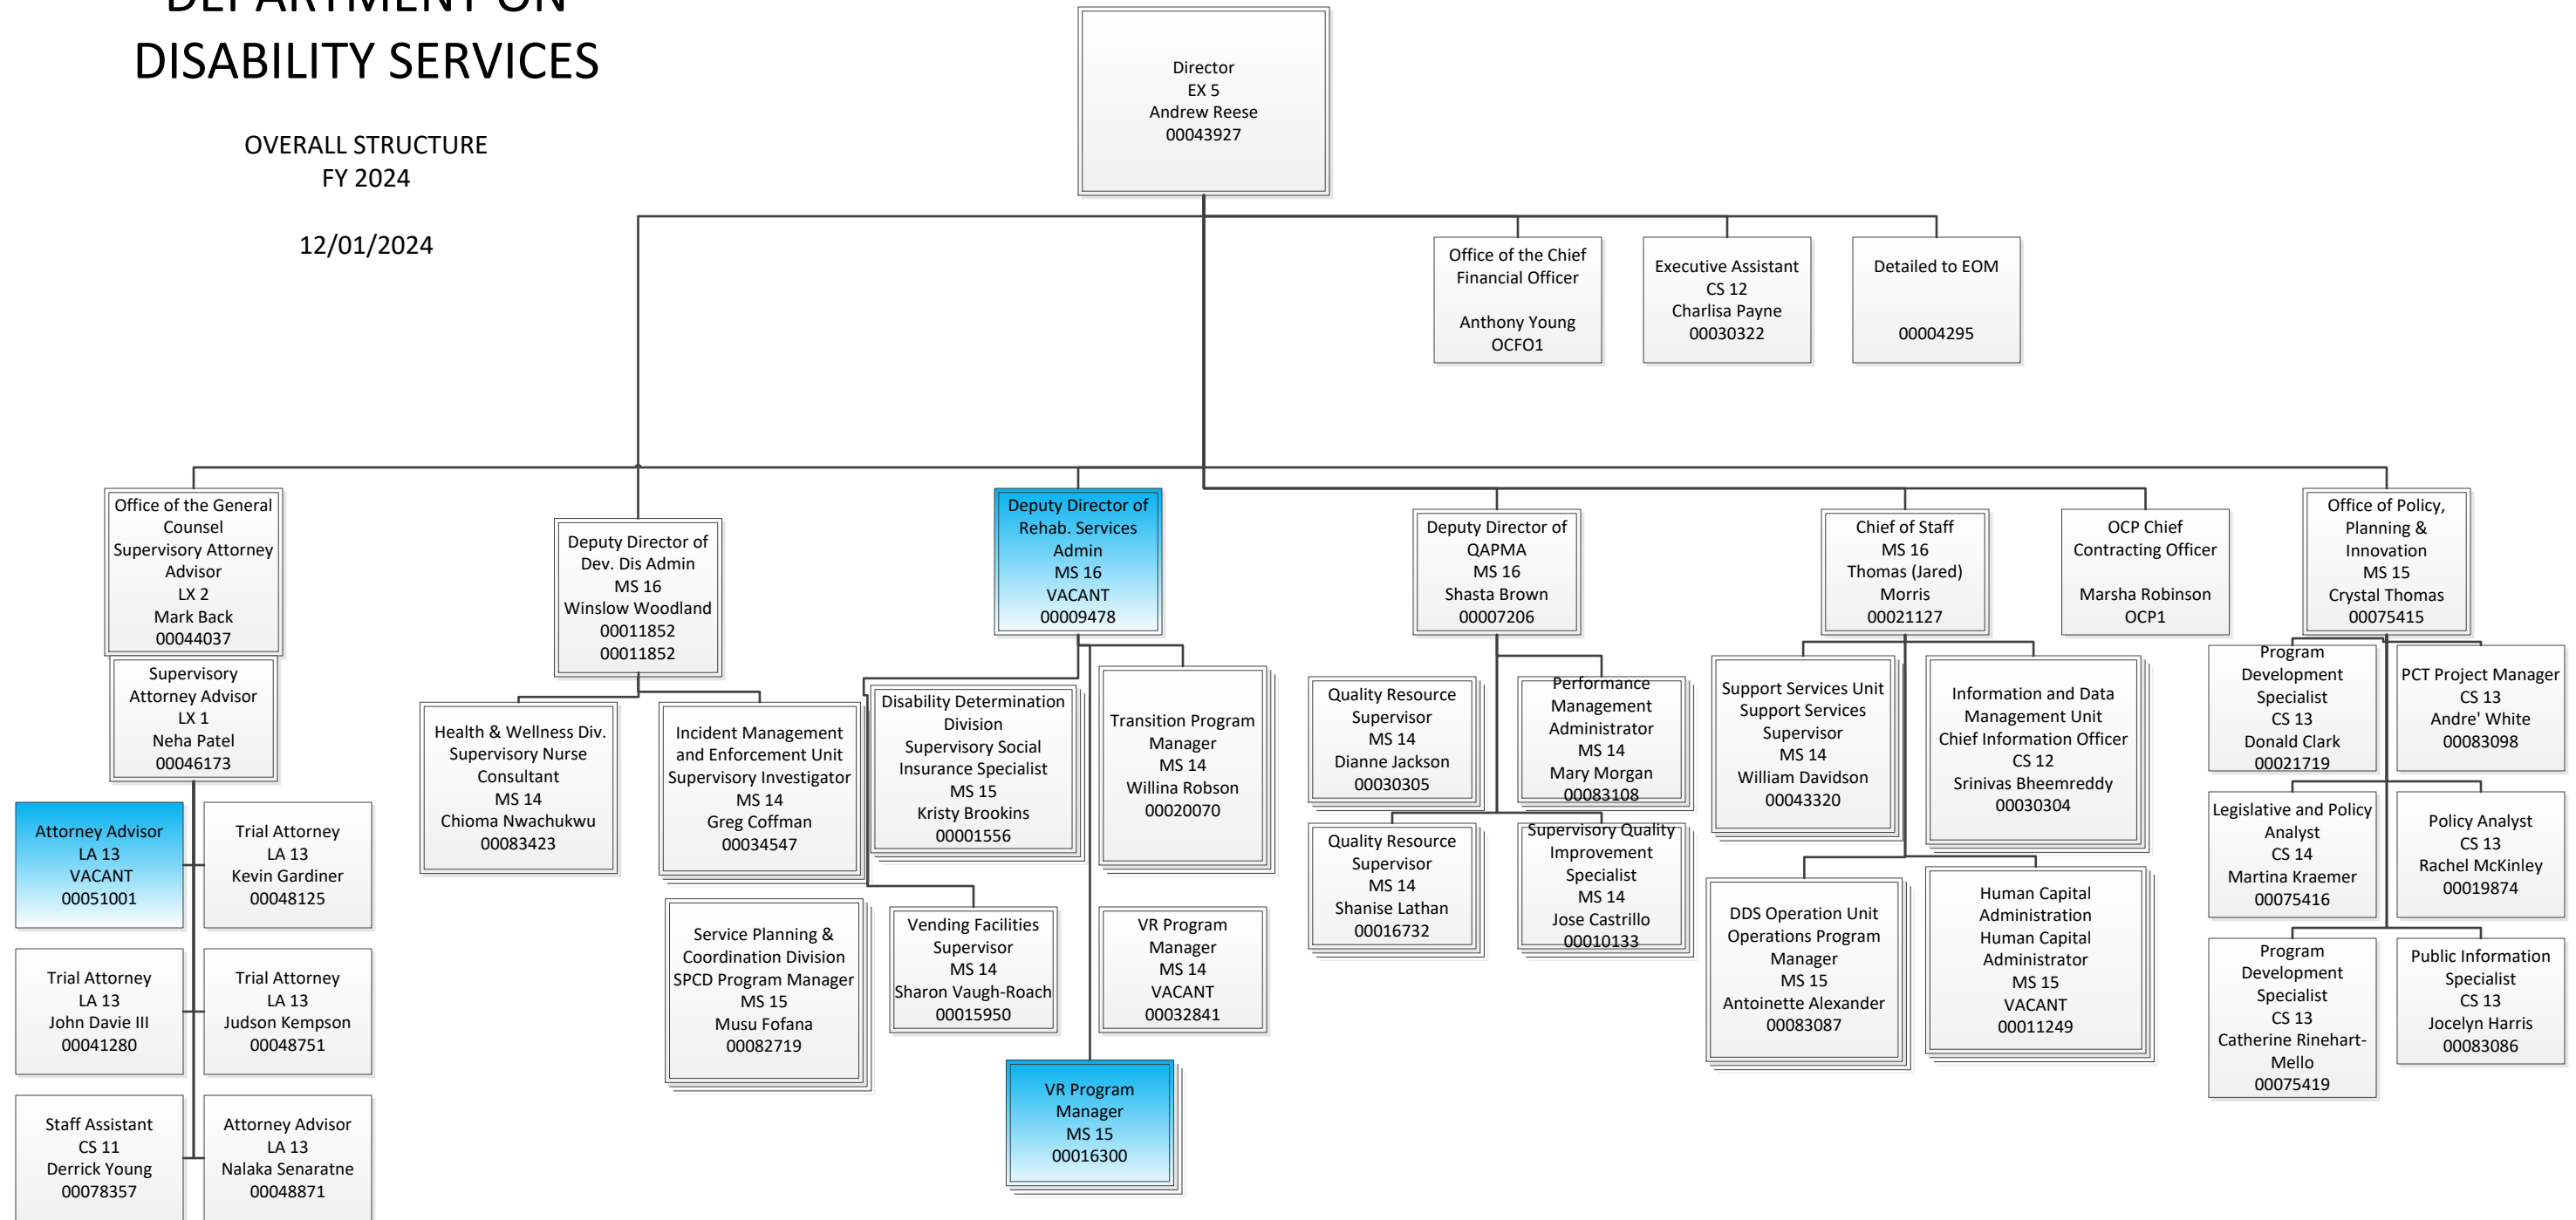 DEPARTMENT ON
DISABILITY SERVICES
OVERALL STRUCTURE
FY 2024
12/01/2024
Director
EX 5
Andrew Reese
00043927
Office of the Chief
Financial Officer
Anthony Young
OCFO1
Executive Assistant
CS 12
Charlisa Payne
00030322
Detailed to EOM
00004295
Office of the General
Counsel
Supervisory Attorney
Advisor
LX 2
Mark Back
00044037
Supervisory
Attorney Advisor
LX 1
Neha Patel
00046173
Attorney Advisor
LA 13
VACANT
00051001
Trial Attorney
LA 13
Kevin Gardiner
00048125
Trial Attorney
LA 13
John Davie III
00041280
Trial Attorney
LA 13
Judson Kempson
00048751
Staff Assistant
CS 11
Derrick Young
00078357
Attorney Advisor
LA 13
Nalaka Senaratne
00048871
Deputy Director of
Dev. Dis Admin
MS 16
Winslow Woodland
00011852
00011852
Health & Wellness Div.
Supervisory Nurse
Consultant
MS 14
Chioma Nwachukwu
00083423
Incident Management
and Enforcement Unit
Supervisory Investigator
MS 14
Greg Coffman
00034547
Service Planning &
Coordination Division
SPCD Program Manager
MS 15
Musu Fofana
00082719
Deputy Director of
Rehab. Services
Admin
MS 16
VACANT
00009478
Disability Determination
Division
Supervisory Social
Insurance Specialist
MS 15
Kristy Brookins
00001556
Transition Program
Manager
MS 14
Willina Robson
00020070
Vending Facilities
Supervisor
MS 14
Sharon Vaugh-Roach
00015950
VR Program
Manager
MS 14
VACANT
00032841
VR Program
Manager
MS 15
00016300
Deputy Director of
QAPMA
MS 16
Shasta Brown
00007206
Quality Resource
Supervisor
MS 14
Dianne Jackson
00030305
Performance
Management
Administrator
MS 14
Mary Morgan
00083108
Quality Resource
Supervisor
MS 14
Shanise Lathan
00016732
Supervisory Quality
Improvement
Specialist
MS 14
Jose Castrillo
00010133
Chief of Staff
MS 16
Thomas (Jared)
Morris
00021127
Support Services Unit
Support Services
Supervisor
MS 14
William Davidson
00043320
Information and Data
Management Unit
Chief Information Officer
CS 12
Srinivas Bheemreddy
00030304
DDS Operation Unit
Operations Program
Manager
MS 15
Antoinette Alexander
00083087
Human Capital
Administration
Human Capital
Administrator
MS 15
VACANT
00011249
OCP Chief
Contracting Officer
Marsha Robinson
OCP1
Office of Policy,
Planning &
Innovation
MS 15
Crystal Thomas
00075415
Program
Development
Specialist
CS 13
Donald Clark
00021719
PCT Project Manager
CS 13
Andre' White
00083098
Legislative and Policy
Analyst
CS 14
Martina Kraemer
00075416
Policy Analyst
CS 13
Rachel McKinley
00019874
Program
Development
Specialist
CS 13
Catherine Rinehart-
Mello
00075419
Public Information
Specialist
CS 13
Jocelyn Harris
00083086